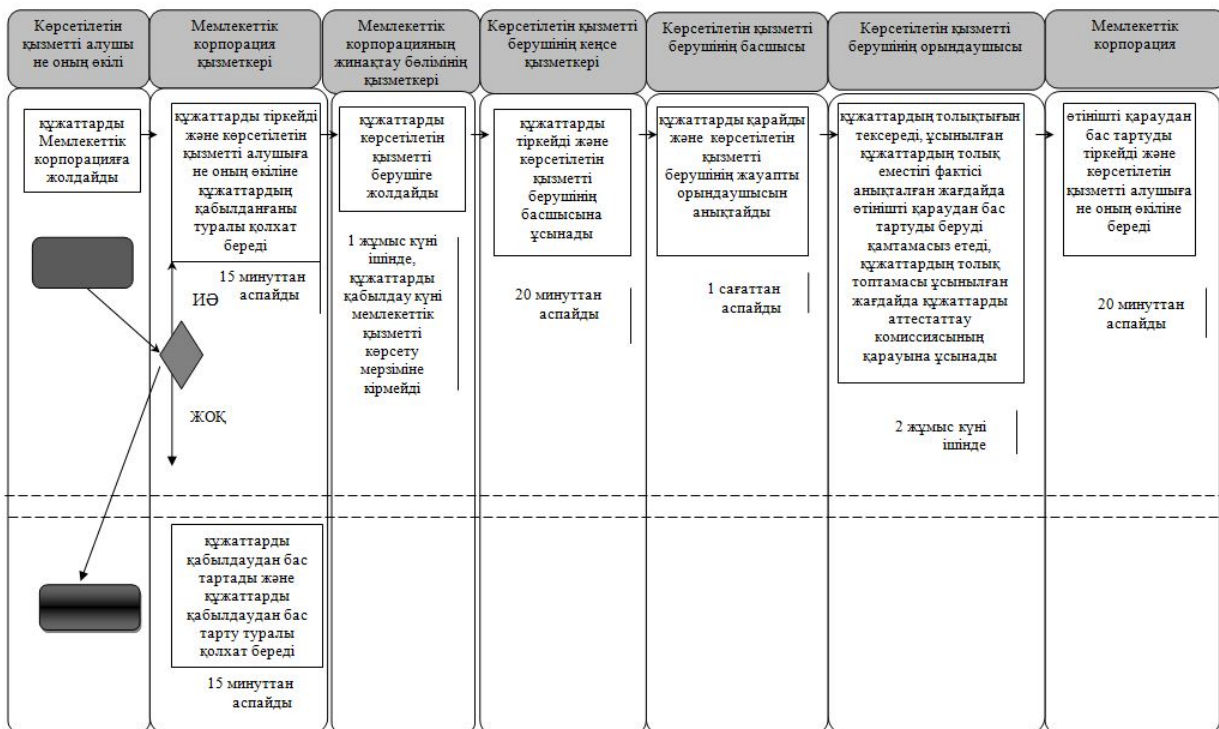 Көрсетілетін
қызметті алушы
не оның өкілі
Мемлекеттік
корпорация
қызметкері
Мемлекеттік
корпорацияның
жинақтау бөлімінің
қызметкері
Көрсетілетін қызметті
берушінің кеңсе
қызметкері
Көрсетілетін қызметті
берушінің басшысы
Көрсетілетін қызметті
берушінің орындаушысы
Мемлекеттік
корпорация
құжаттарды
Мемлекеттік
корпорацияға
жолдайды
құжаттарды тіркейді
және көрсетілетін
қызметті алушыға
не оның өкіліне
құжаттардың
қабылданғаны
туралы қолхат
береді
15 минуттан
аспайды
ИӘ
ЖОҚ
құжаттарды
көрсетілетін
қызметті
берушіге
жолдайды
1 жұмыс күні
ішінде,
құжаттарды
қабылдау күні
мемлекеттік
қызметті
көрсету
мерзіміне
кірмейді
құжаттарды
тіркейді және
көрсетілетін
қызметті
берушінің
басшысына
ұсынады
20 минуттан
аспайды
құжаттарды қарайды
және көрсетілетін
қызметті
берушінің жауапты
орындаушысын
анықтайды
1 сағаттан
аспайды
құжаттардың толықтығын
тексереді, ұсынылған
құжаттардың толық
еместігі фактісі
анықталған жағдайда
өтінішті қараудан бас
тартуды беруді
қамтамасыз етеді,
құжаттардың толық
топтамасы ұсынылған
жағдайда құжаттарды
аттестаттау
комиссиясының
қарауына ұсынады
2 жұмыс күні
ішінде
өтінішті қараудан
бас тартуды
тіркейді және
көрсетілетін
қызметті алушыға
не оның өкіліне
береді
20 минуттан
аспайды
құжаттарды
қабылдаудан бас
тартады және
құжаттарды
қабылдаудан бас
тарту туралы
қолхат береді
15 минуттан
аспайды